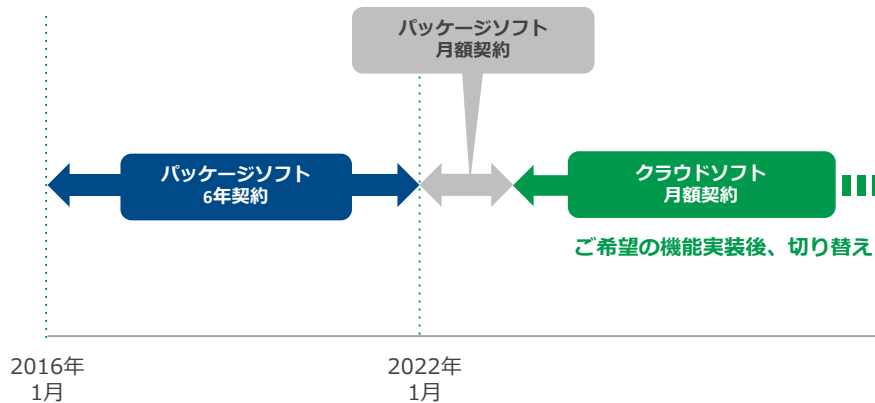 パッケージソフト
月額契約
パッケージソフト
6年契約
クラウドソフト
月額契約
ご希望の機能実装後、切り替え
2016年
1月
2022年
1月